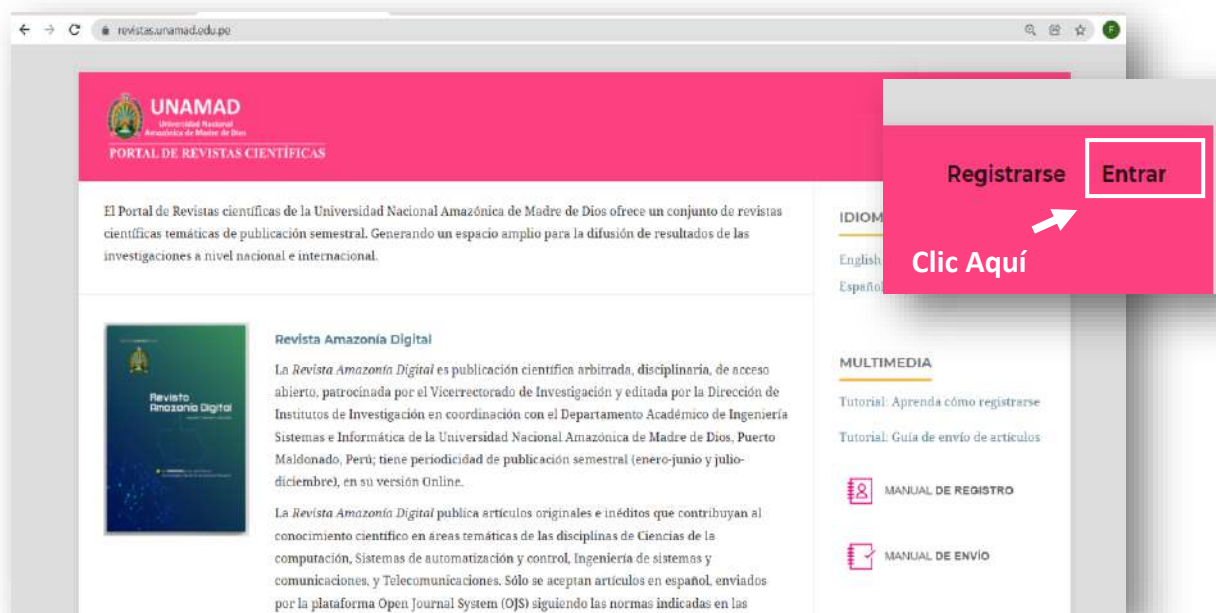 revistas.unamad.edu.pe
F
UNAMAD
Universidad Nacional
Amazónica de Madre de Dios
PORTAL DE REVISTAS CIENTÍFICAS
Registrarse Entrar
Clic Aquí
El Portal de Revistas científicas de la Universidad Nacional Amazónica de Madre de Dios ofrece un conjunto de revistas
científicas temáticas de publicación semestral. Generando un espacio amplio para la difusión de resultados de las
investigaciones a nivel nacional e internacional.
IDIOM
English
Español
Revista
Amazonía Digital
Revista Amazonía Digital
La Revista Amazonía Digital es publicación científica arbitrada, disciplinaria, de acceso
abierto, patrocinada por el Vicerrectorado de Investigación y editada por la Dirección de
Institutos de Investigación en coordinación con el Departamento Académico de Ingeniería
Sistemas e Informática de la Universidad Nacional Amazónica de Madre de Dios, Puerto
Maldonado, Perú; tiene periodicidad de publicación semestral (enero-junio y julio-
diciembre), en su versión Online.
La Revista Amazonía Digital publica artículos originales e inéditos que contribuyan al
conocimiento científico en áreas temáticas de las disciplinas de Ciencias de la
computación, Sistemas de automatización y control, Ingeniería de sistemas y
comunicaciones, y Telecomunicaciones. Sólo se aceptan artículos en español, enviados
por la plataforma Open Journal System (OJS) siguiendo las normas indicadas en las
MULTIMEDIA
Tutorial: Aprenda cómo registrarse
Tutorial: Guía de envío de artículos
MANUAL DE REGISTRO
MANUAL DE ENVÍO